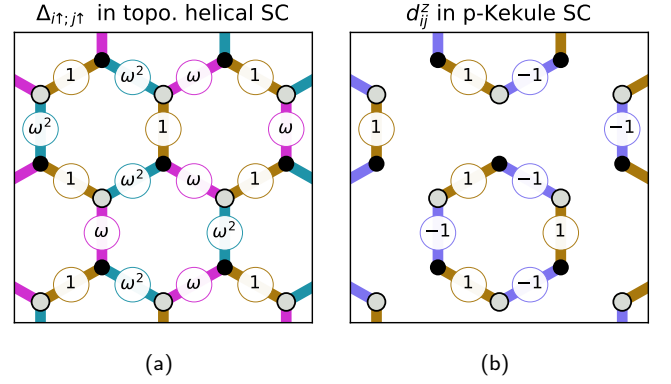 Δ_{i↑;j↑} in topo. helical SC
d^z_{ij} in p-Kekule SC
1 ω² ω 1
ω² 1 ω
1 ω² ω 1
ω ω²
1 ω² ω 1
1 -1
1 -1
1 -1
-1 1
1 -1
(a)
(b)